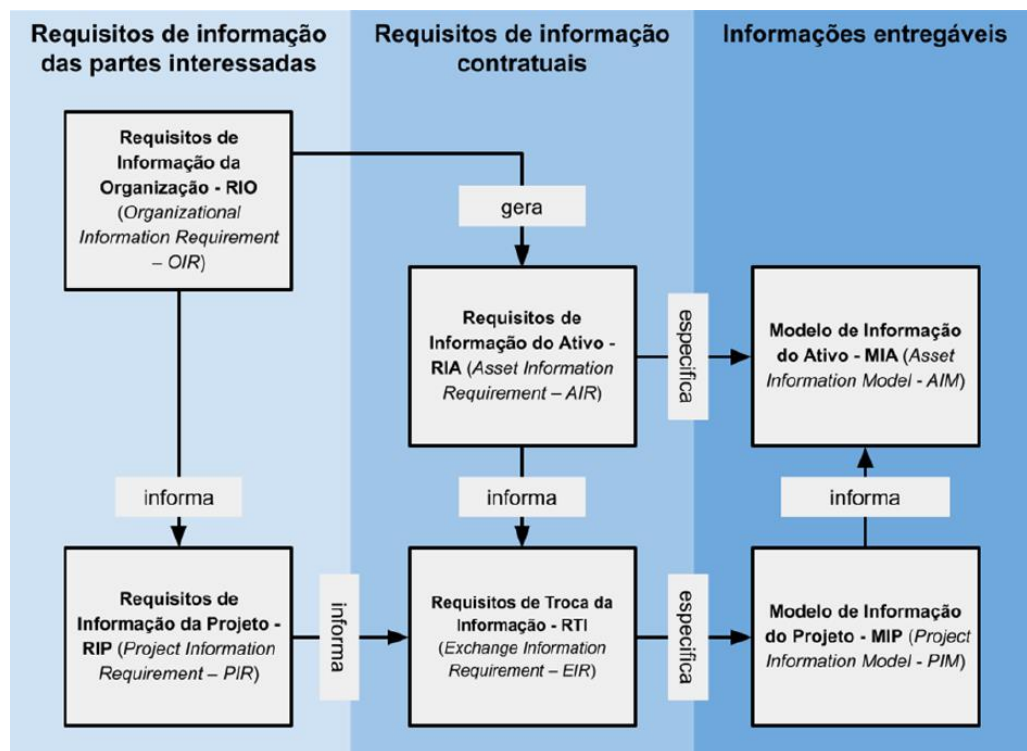 Requisitos de informação
das partes interessadas
Requisitos de informação
contratuais
Informações entregáveis
Requisitos de
Informação da
Organização - RIO
(Organizational
Information Requirement
– OIR)
gera
Requisitos de
Informação do Ativo -
RIA (Asset Information
Requirement – AIR)
especifica
Modelo de Informação
do Ativo - MIA (Asset
Information Model - AIM)
informa
informa
informa
Requisitos de
Informação da Projeto -
RIP (Project Information
Requirement – PIR)
informa
Requisitos de Troca da
Informação - RTI
(Exchange Information
Requirement – EIR)
especifica
Modelo de Informação
do Projeto - MIP (Project
Information Model - PIM)